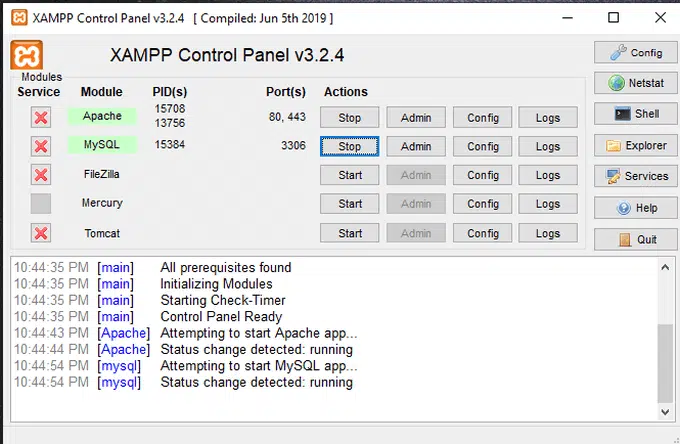 XAMPP Control Panel v3.2.4 [ Compiled: Jun 5th 2019 ]
XAMPP Control Panel v3.2.4
Config
Modules
Service Module PID(s) Port(s) Actions
Netstat
Apache 15708 13756 80, 443 Stop Admin Config Logs
Shell
MySQL 15384 3306 Stop Admin Config Logs
Explorer
FileZilla Start Admin Config Logs
Services
Mercury Start Admin Config Logs
Help
Tomcat Start Admin Config Logs
Quit
10:44:35 PM [main] All prerequisites found
10:44:35 PM [main] Initializing Modules
10:44:35 PM [main] Starting Check-Timer
10:44:35 PM [main] Control Panel Ready
10:44:43 PM [Apache] Attempting to start Apache app...
10:44:44 PM [Apache] Status change detected: running
10:44:54 PM [mysql] Attempting to start MySQL app...
10:44:54 PM [mysql] Status change detected: running